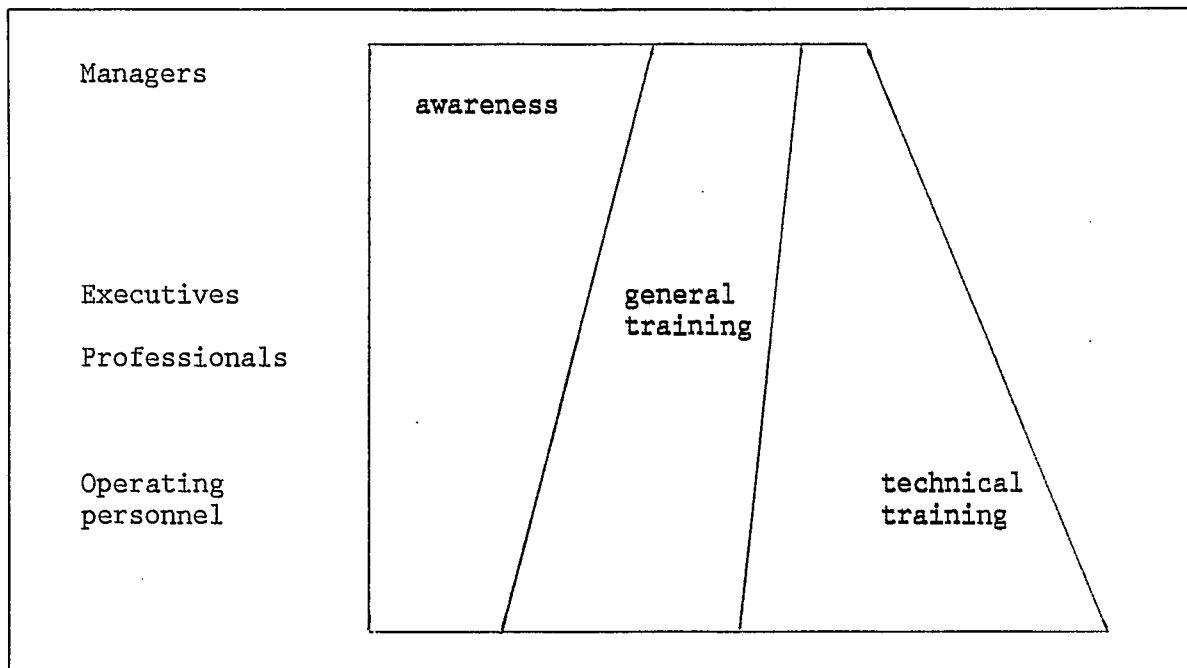 Managers
awareness
Executives
general
training
Professionals
Operating
personnel
technical
training